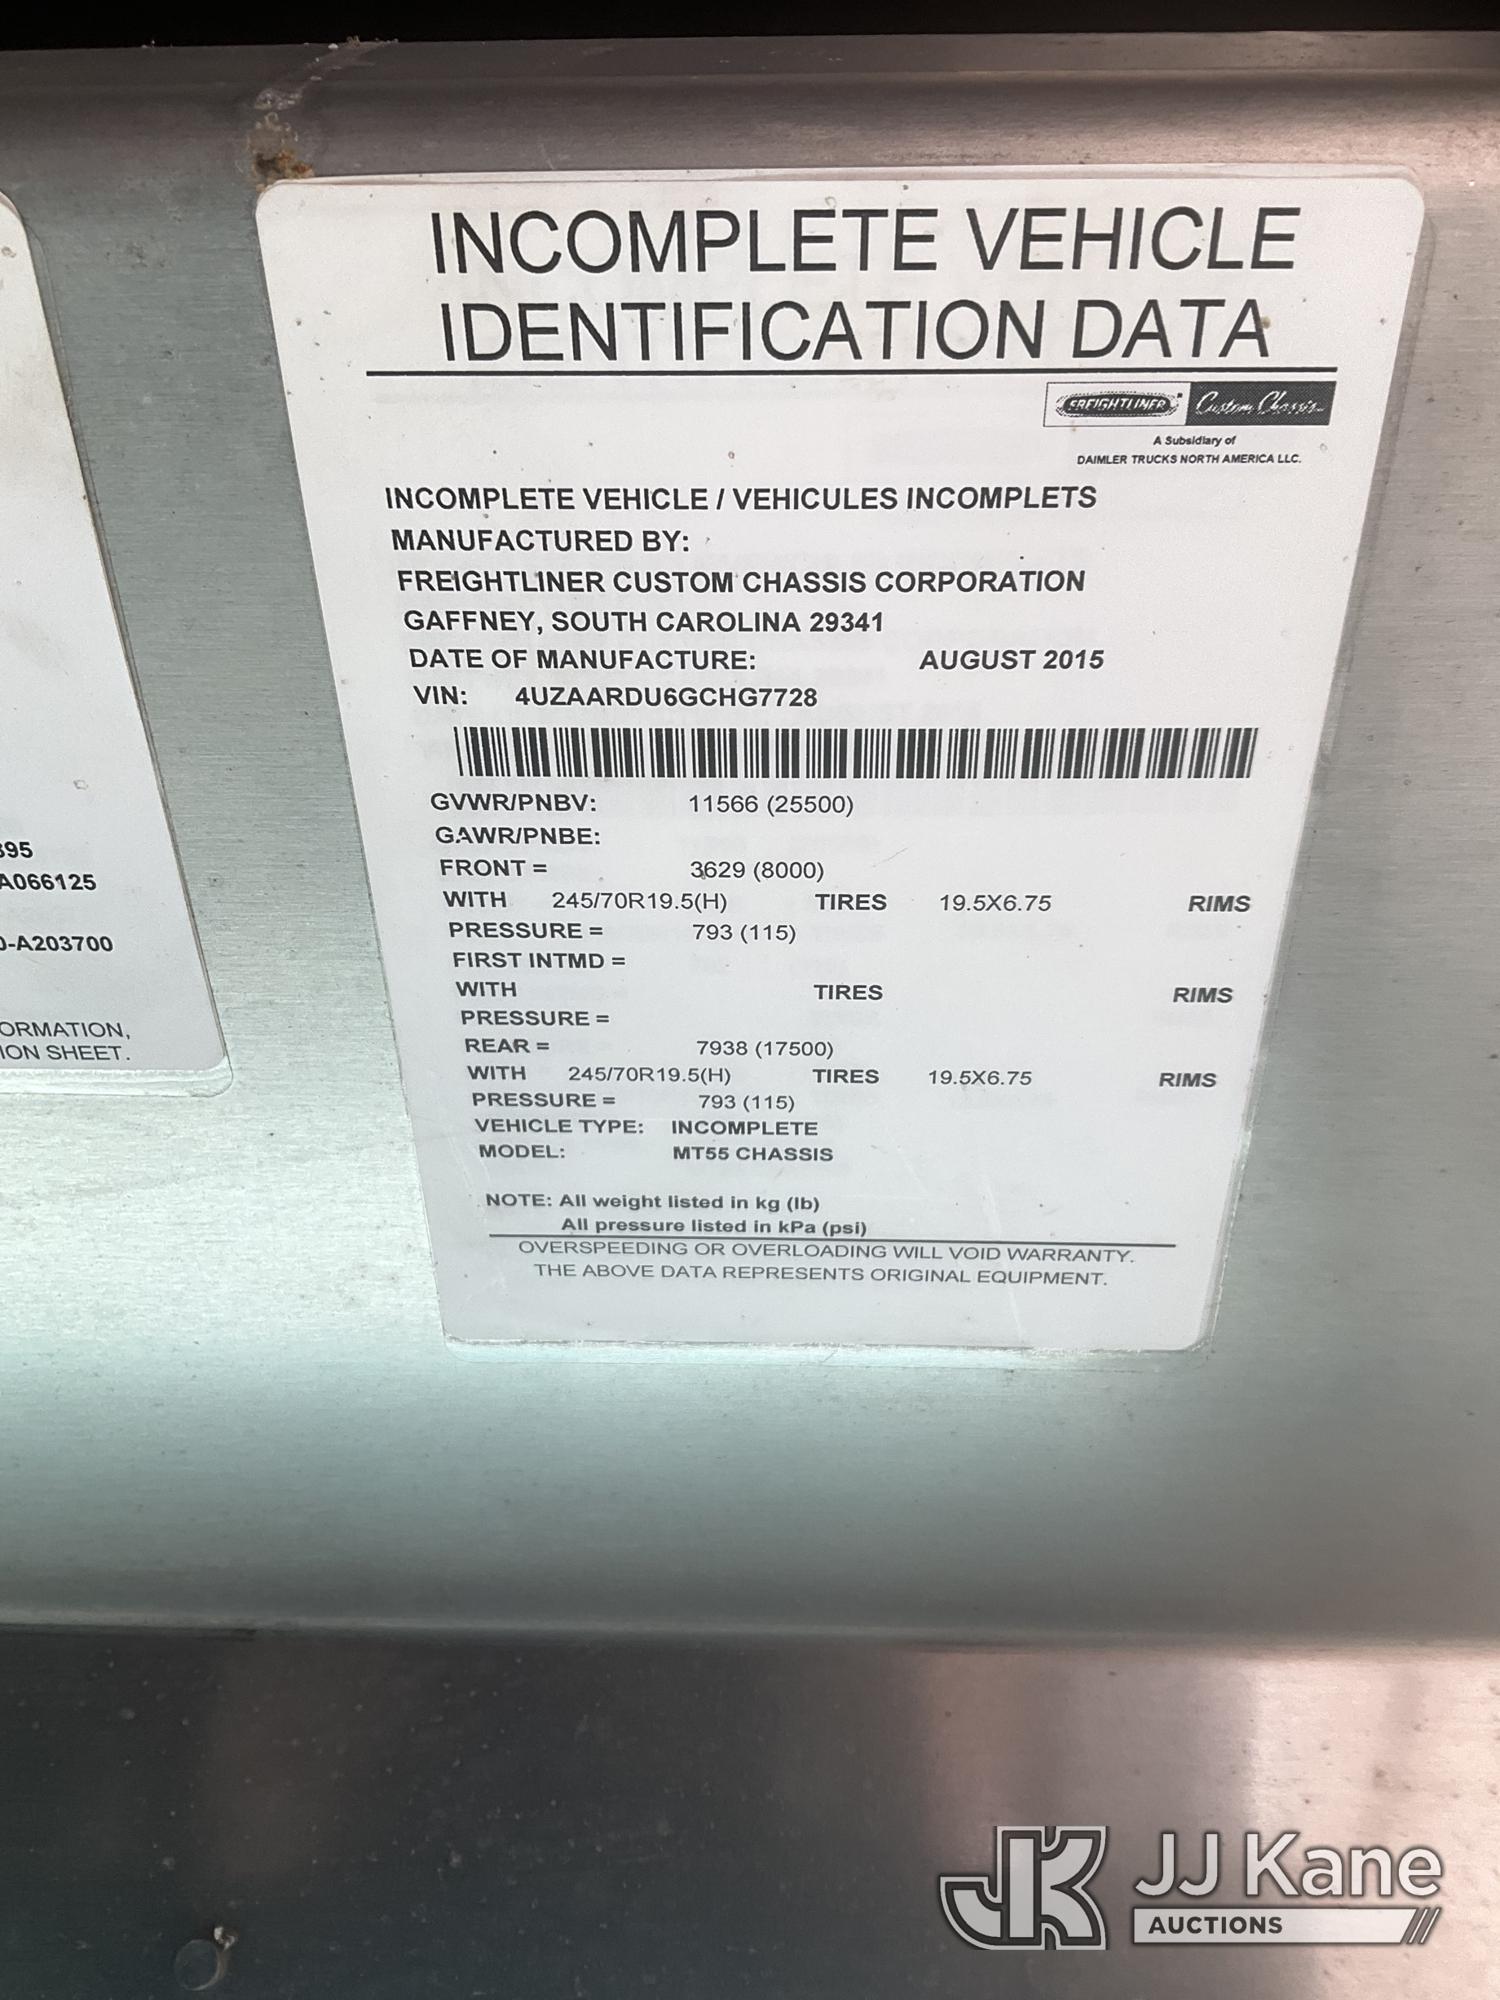 INCOMPLETE VEHICLE
IDENTIFICATION DATA
FREIGHTLINER Custom Chassis
A Subsidiary of
DAIMLER TRUCKS NORTH AMERICA LLC.
INCOMPLETE VEHICLE / VEHICULES INCOMPLETS
MANUFACTURED BY:
FREIGHTLINER CUSTOM CHASSIS CORPORATION
GAFFNEY, SOUTH CAROLINA 29341
DATE OF MANUFACTURE: AUGUST 2015
VIN: 4UZAARDU6GCHG7728
GVWR/PNBV: 11566 (25500)
GAWR/PNBE:
FRONT = 3629 (8000)
WITH 245/70R19.5(H) TIRES 19.5X6.75 RIMS
PRESSURE = 793 (115)
FIRST INTMD =
WITH TIRES RIMS
PRESSURE =
REAR = 7938 (17500)
WITH 245/70R19.5(H) TIRES 19.5X6.75 RIMS
PRESSURE = 793 (115)
VEHICLE TYPE: INCOMPLETE
MODEL: MT55 CHASSIS
NOTE: All weight listed in kg (lb)
All pressure listed in kPa (psi)
OVERSPEEDING OR OVERLOADING WILL VOID WARRANTY.
THE ABOVE DATA REPRESENTS ORIGINAL EQUIPMENT.
395
A066125
0-A203700
ORMATION,
ION SHEET.
JK JJ Kane
AUCTIONS